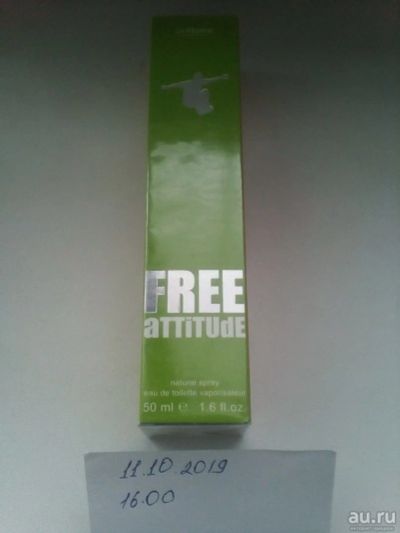 oriflame
FREE
aTTiTUdE
natural spray
eau de toilette vaporisateur
50 ml e 1.6 fl.oz
11.10.2019
16.00
au.ru